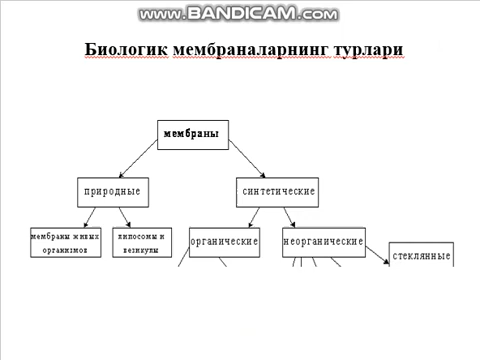 www.BANDICAM.com
Биологик мембраналарнинг турлари
мембраны
природные
синтетические
мембраны живых
организмов
липосомы и
везикулы
органические
неорганические
стеклянные